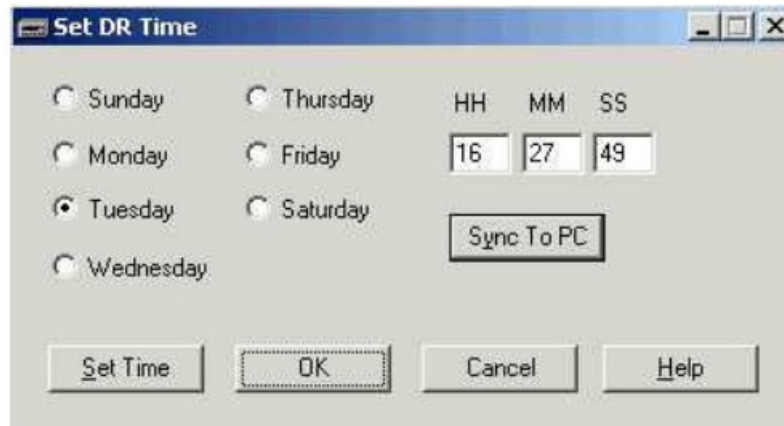 Set DR Time
Sunday Thursday HH MM SS
Monday Friday 16 27 49
Tuesday Saturday
Sync To PC
Wednesday
Set Time OK Cancel Help